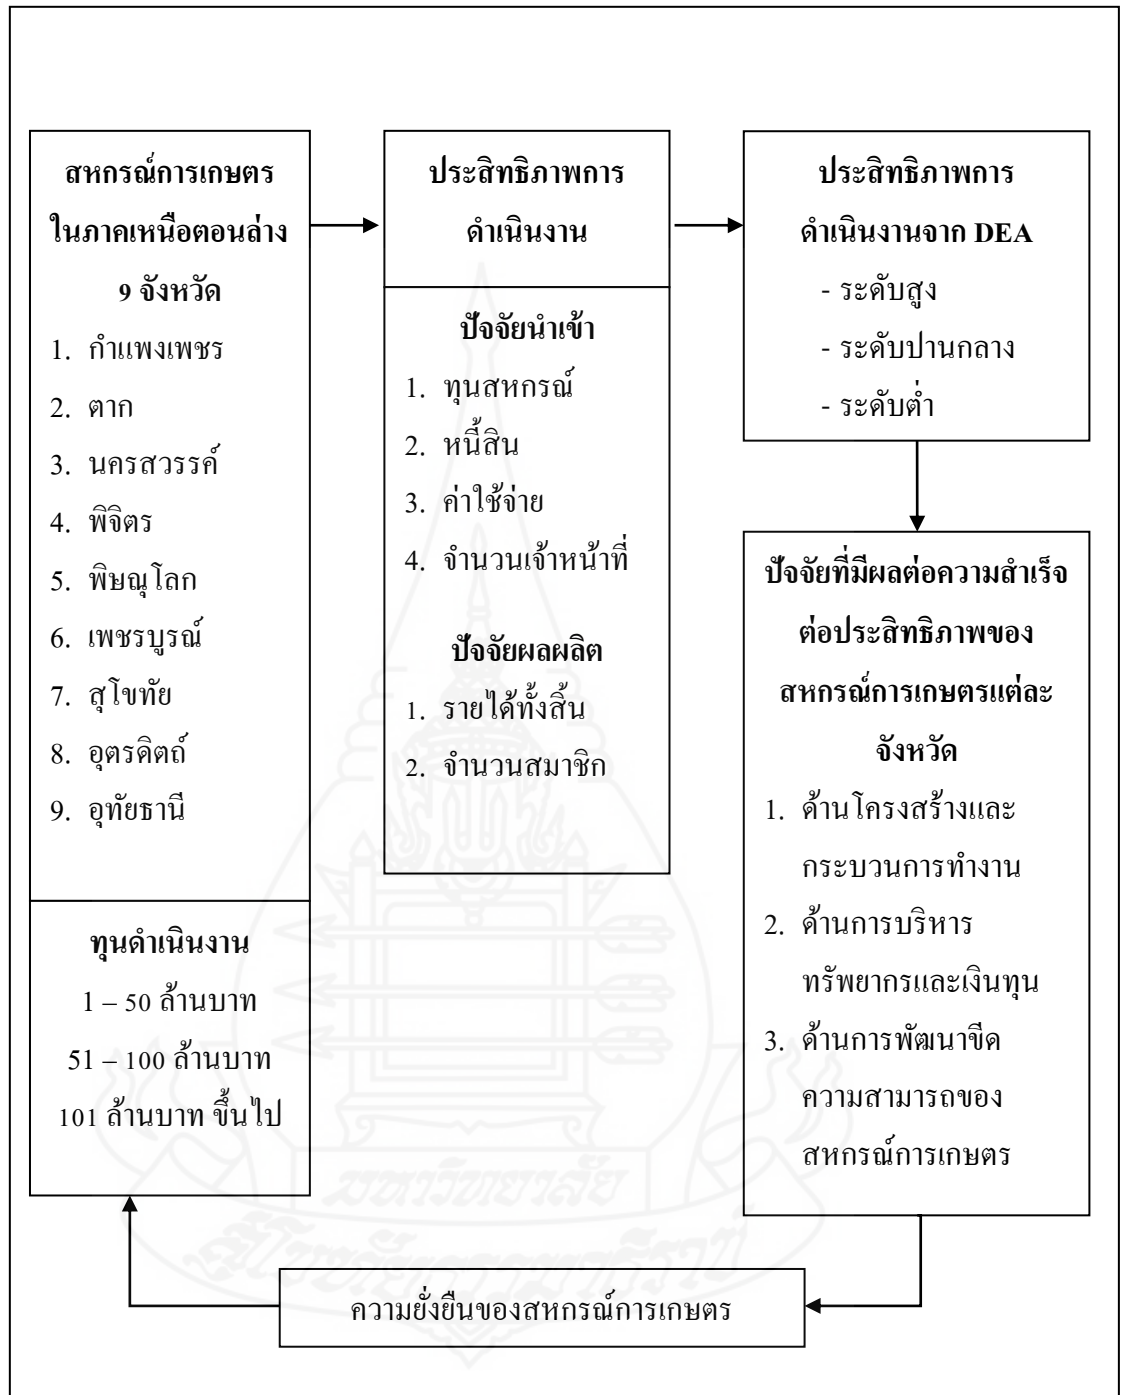 สหกรณ์การเกษตร
ในภาคเหนือตอนล่าง
9 จังหวัด
1. กำแพงเพชร
2. ตาก
3. นครสวรรค์
4. พิจิตร
5. พิษณุโลก
6. เพชรบูรณ์
7. สุโขทัย
8. อุตรดิตถ์
9. อุทัยธานี
ทุนดำเนินงาน
1 – 50 ล้านบาท
51 – 100 ล้านบาท
101 ล้านบาท ขึ้นไป
ประสิทธิภาพการ
ดำเนินงาน
ปัจจัยนำเข้า
1. ทุนสหกรณ์
2. หนี้สิน
3. ค่าใช้จ่าย
4. จำนวนเจ้าหน้าที่
ปัจจัยผลผลิต
1. รายได้ทั้งสิ้น
2. จำนวนสมาชิก
ประสิทธิภาพการ
ดำเนินงานจาก DEA
- ระดับสูง
- ระดับปานกลาง
- ระดับต่ำ
ปัจจัยที่มีผลต่อความสำเร็จ
ต่อประสิทธิภาพของ
สหกรณ์การเกษตรแต่ละ
จังหวัด
1. ด้านโครงสร้างและ
กระบวนการทำงาน
2. ด้านการบริหาร
ทรัพยากรและเงินทุน
3. ด้านการพัฒนาขีด
ความสามารถของ
สหกรณ์การเกษตร
ความยั่งยืนของสหกรณ์การเกษตร
มหาวิทยาลัย
สุโขทัยธรรมาธิราช